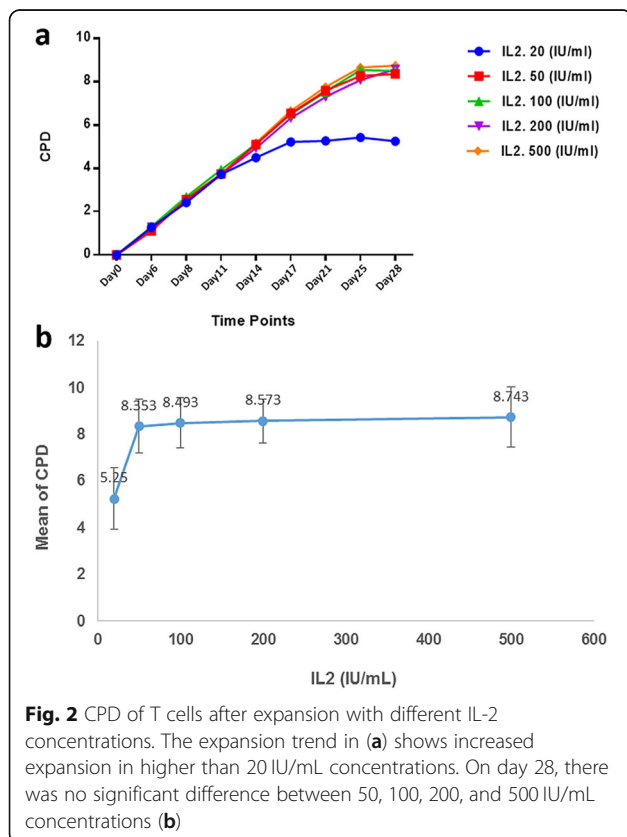 a
CPD
10
8
6
4
2
0
Day0
Day6
Day8
Day11
Day14
Day17
Day21
Day25
Day28
Time Points
IL2. 20 (IU/ml)
IL2. 50 (IU/ml)
IL2. 100 (IU/ml)
IL2. 200 (IU/ml)
IL2. 500 (IU/ml)
b
Mean of CPD
12
10
8
6
4
2
0
5.25
8.353
8.493
8.573
8.743
0
100
200
300
400
500
600
IL2 (IU/mL)
Fig. 2 CPD of T cells after expansion with different IL-2
concentrations. The expansion trend in (a) shows increased
expansion in higher than 20 IU/mL concentrations. On day 28, there
was no significant difference between 50, 100, 200, and 500 IU/mL
concentrations (b)